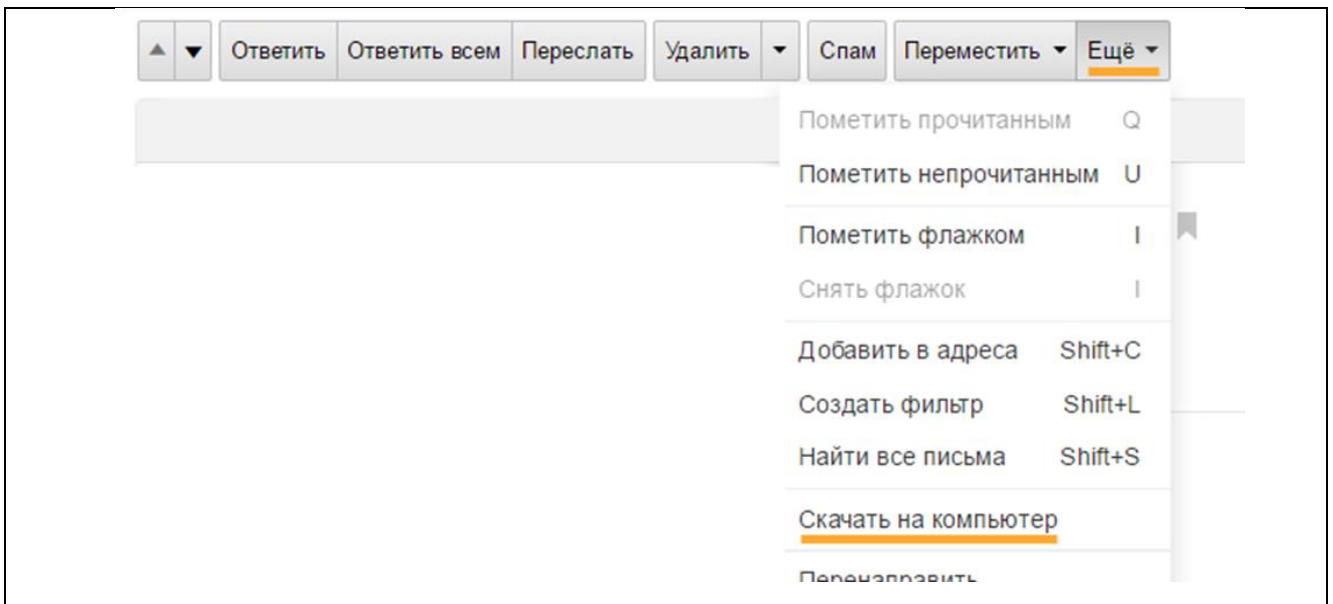 Ответить Ответить всем Переслать Удалить Спам Переместить Ещё
Пометить прочитанным Q
Пометить непрочитанным U
Пометить флажком I
Снять флажок I
Добавить в адреса Shift+C
Создать фильтр Shift+L
Найти все письма Shift+S
Скачать на компьютер
Перенаправить